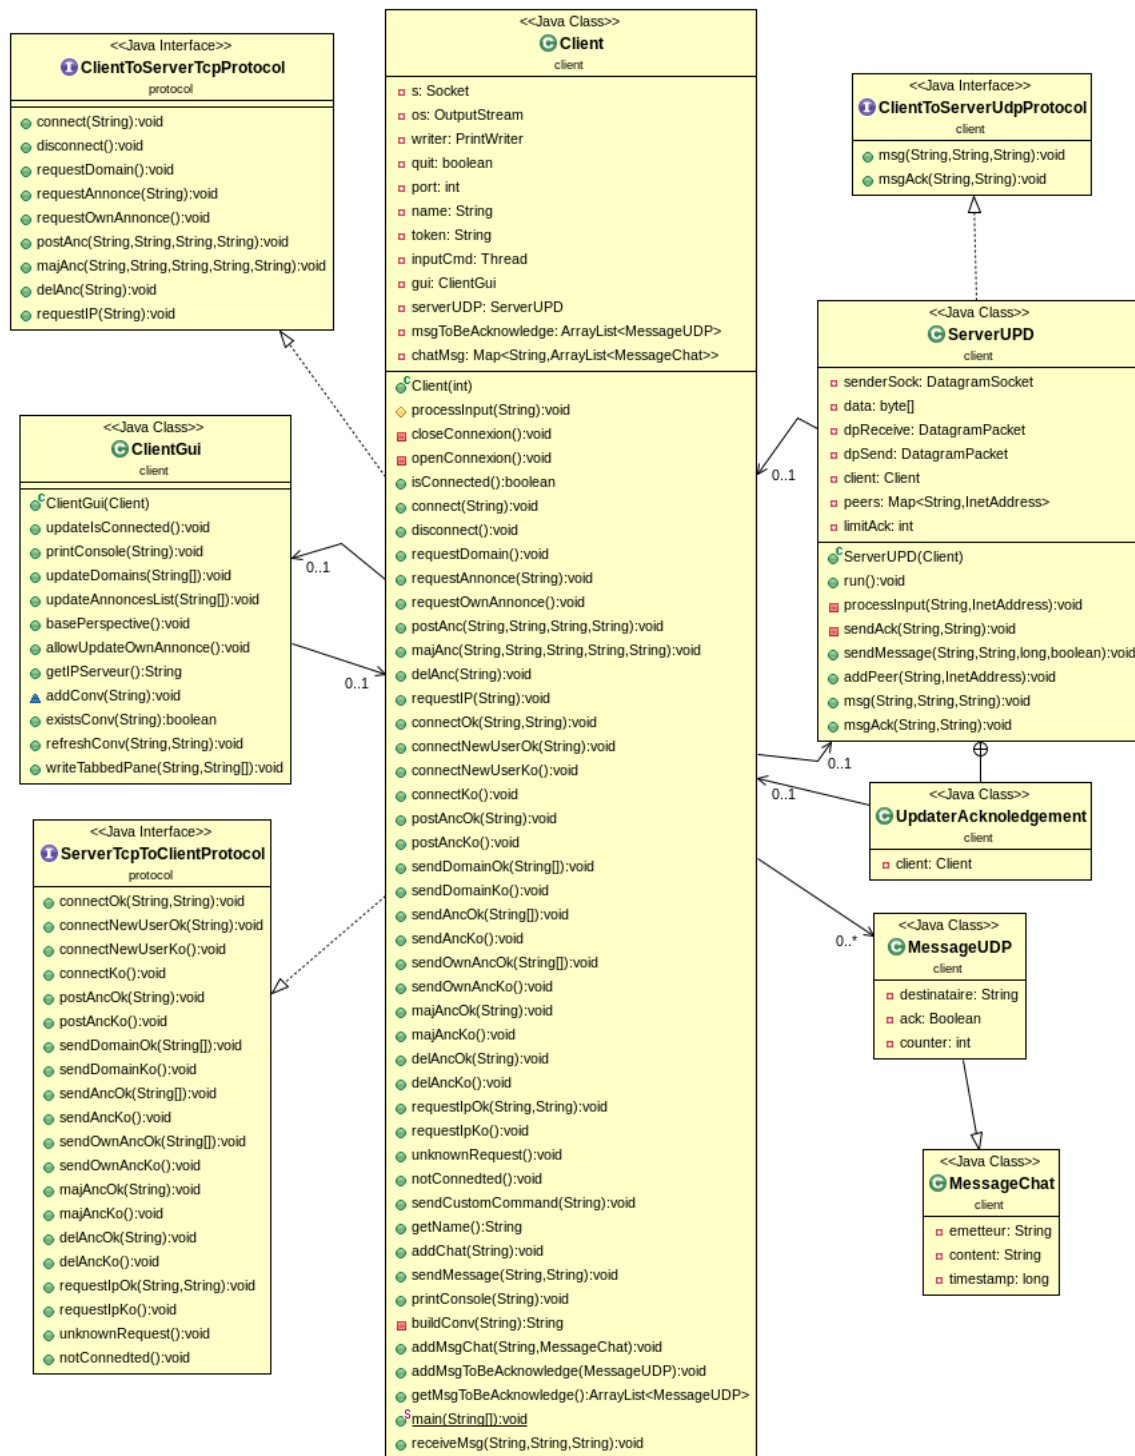 <<Java Interface>>
ClientToServerTcpProtocol
protocol
connect(String):void
disconnect():void
requestDomain():void
requestAnnonce(String):void
requestOwnAnnonce():void
postAnc(String,String,String,String):void
majAnc(String,String,String,String,String):void
delAnc(String):void
requestIP(String):void
<<Java Class>>
ClientGui
client
ClientGui(Client)
updateIsConnected():void
printConsole(String):void
updateDomains(String[]):void
updateAnnoncesList(String[]):void
basePerspective():void
allowUpdateOwnAnnonce():void
getIPServeur():String
addConv(String):void
existsConv(String):boolean
refreshConv(String,String):void
writeTabbedPane(String,String[]):void
<<Java Interface>>
ServerTcpToClientProtocol
protocol
connectOk(String,String):void
connectNewUserOk(String):void
connectNewUserKo():void
connectKo():void
postAncOk(String):void
postAncKo():void
sendDomainOk(String[]):void
sendDomainKo():void
sendAncOk(String[]):void
sendAncKo():void
sendOwnAncOk(String[]):void
sendOwnAncKo():void
majAncOk(String):void
majAncKo():void
delAncOk(String):void
delAncKo():void
requestIpOk(String,String):void
requestIpKo():void
unknownRequest():void
notConnedted():void
0..1
0..1
<<Java Class>>
Client
client
s: Socket
os: OutputStream
writer: PrintWriter
quit: boolean
port: int
name: String
token: String
inputCmd: Thread
gui: ClientGui
serverUDP: ServerUPD
msgToBeAcknowledge: ArrayList<MessageUDP>
chatMsg: Map<String,ArrayList<MessageChat>>
Client(int)
processInput(String):void
closeConnexion():void
openConnexion():void
isConnected():boolean
connect(String):void
disconnect():void
requestDomain():void
requestAnnonce(String):void
requestOwnAnnonce():void
postAnc(String,String,String,String):void
majAnc(String,String,String,String,String):void
delAnc(String):void
requestIP(String):void
connectOk(String,String):void
connectNewUserOk(String):void
connectNewUserKo():void
connectKo():void
postAncOk(String):void
postAncKo():void
sendDomainOk(String[]):void
sendDomainKo():void
sendAncOk(String[]):void
sendAncKo():void
sendOwnAncOk(String[]):void
sendOwnAncKo():void
majAncOk(String):void
majAncKo():void
delAncOk(String):void
delAncKo():void
requestIpOk(String,String):void
requestIpKo():void
unknownRequest():void
notConnedted():void
sendCustomCommand(String):void
getName():String
addChat(String):void
sendMessage(String,String):void
printConsole(String):void
buildConv(String):String
addMsgChat(String,MessageChat):void
addMsgToBeAcknowledge(MessageUDP):void
getMsgToBeAcknowledge():ArrayList<MessageUDP>
main(String[]):void
receiveMsg(String,String,String):void
<<Java Interface>>
ClientToServerUdpProtocol
client
msg(String,String,String):void
msgAck(String,String):void
<<Java Class>>
ServerUPD
client
senderSock: DatagramSocket
data: byte[]
dpReceive: DatagramPacket
dpSend: DatagramPacket
client: Client
peers: Map<String,InetAddress>
limitAck: int
ServerUPD(Client)
run():void
processInput(String,InetAddress):void
sendAck(String,String):void
sendMessage(String,String,long,boolean):void
addPeer(String,InetAddress):void
msg(String,String,String):void
msgAck(String,String):void
0..1
0..1
0..1
<<Java Class>>
UpdaterAcknoledgement
client
client: Client
0..*
<<Java Class>>
MessageUDP
client
destinataire: String
ack: Boolean
counter: int
<<Java Class>>
MessageChat
client
emetteur: String
content: String
timestamp: long